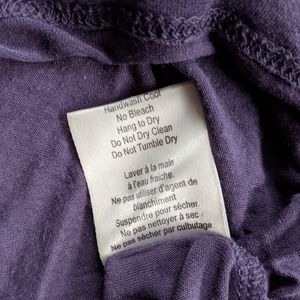 Handwash Cool
No Bleach
Hang to Dry
Do Not Dry Clean
Do Not Tumble Dry
Laver à la main
à l'eau fraiche.
Ne pas utiliser d'agent de
blanchiment
Suspendre pour sécher
Ne pas nettoyer à sec
Ne pas sécher par culbutage